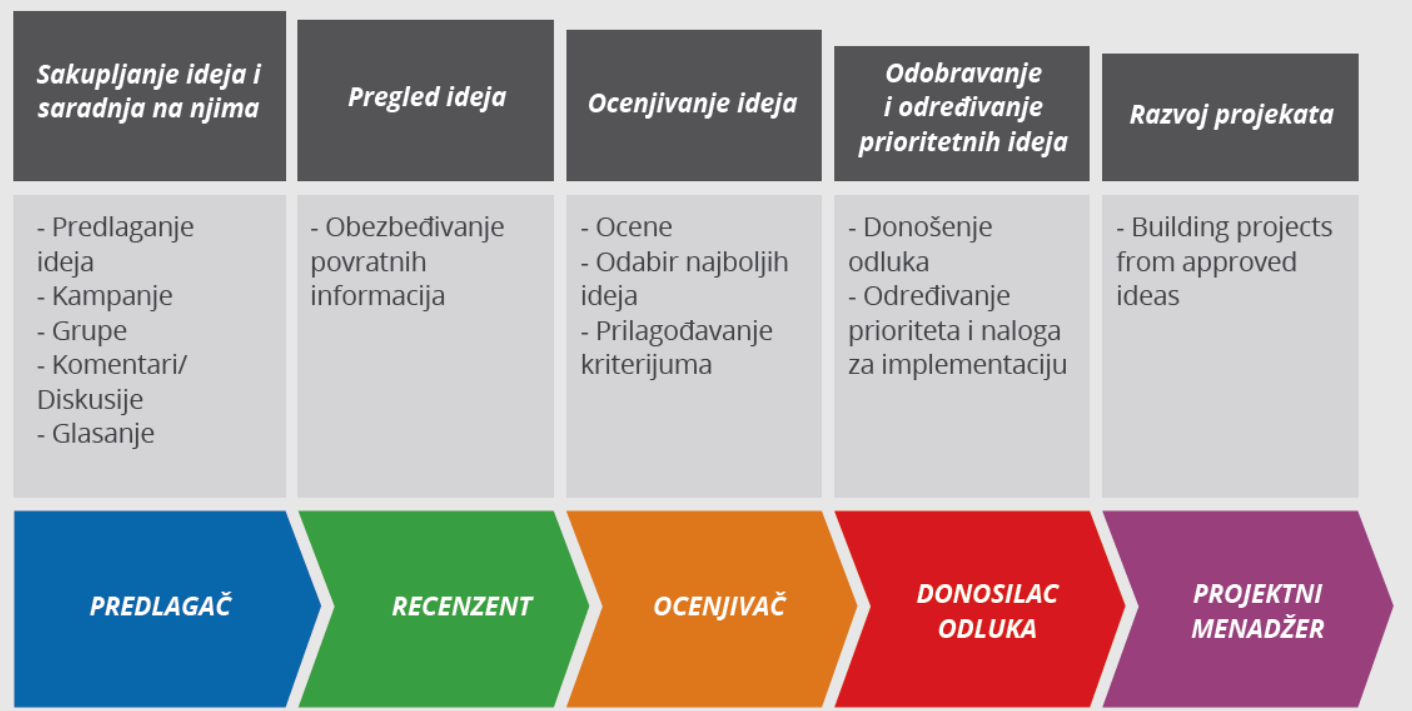 Sakupljanje ideja i
saradnja na njima
Pregled ideja
Ocenjivanje ideja
Odobravanje
i određivanje
prioritetnih ideja
Razvoj projekata
- Predlaganje
ideja
- Kampanje
- Grupe
- Komentari/
Diskusije
- Glasanje
- Obezbeđivanje
povratnih
informacija
- Ocene
- Odabir najboljih
ideja
- Prilagođavanje
kriterijuma
- Donošenje
odluka
- Određivanje
prioriteta i naloga
za implementaciju
- Building projects
from approved
ideas
PREDLAGAČ
RECENZENT
OCENJIVAČ
DONOSILAC
ODLUKA
PROJEKTNI
MENADŽER